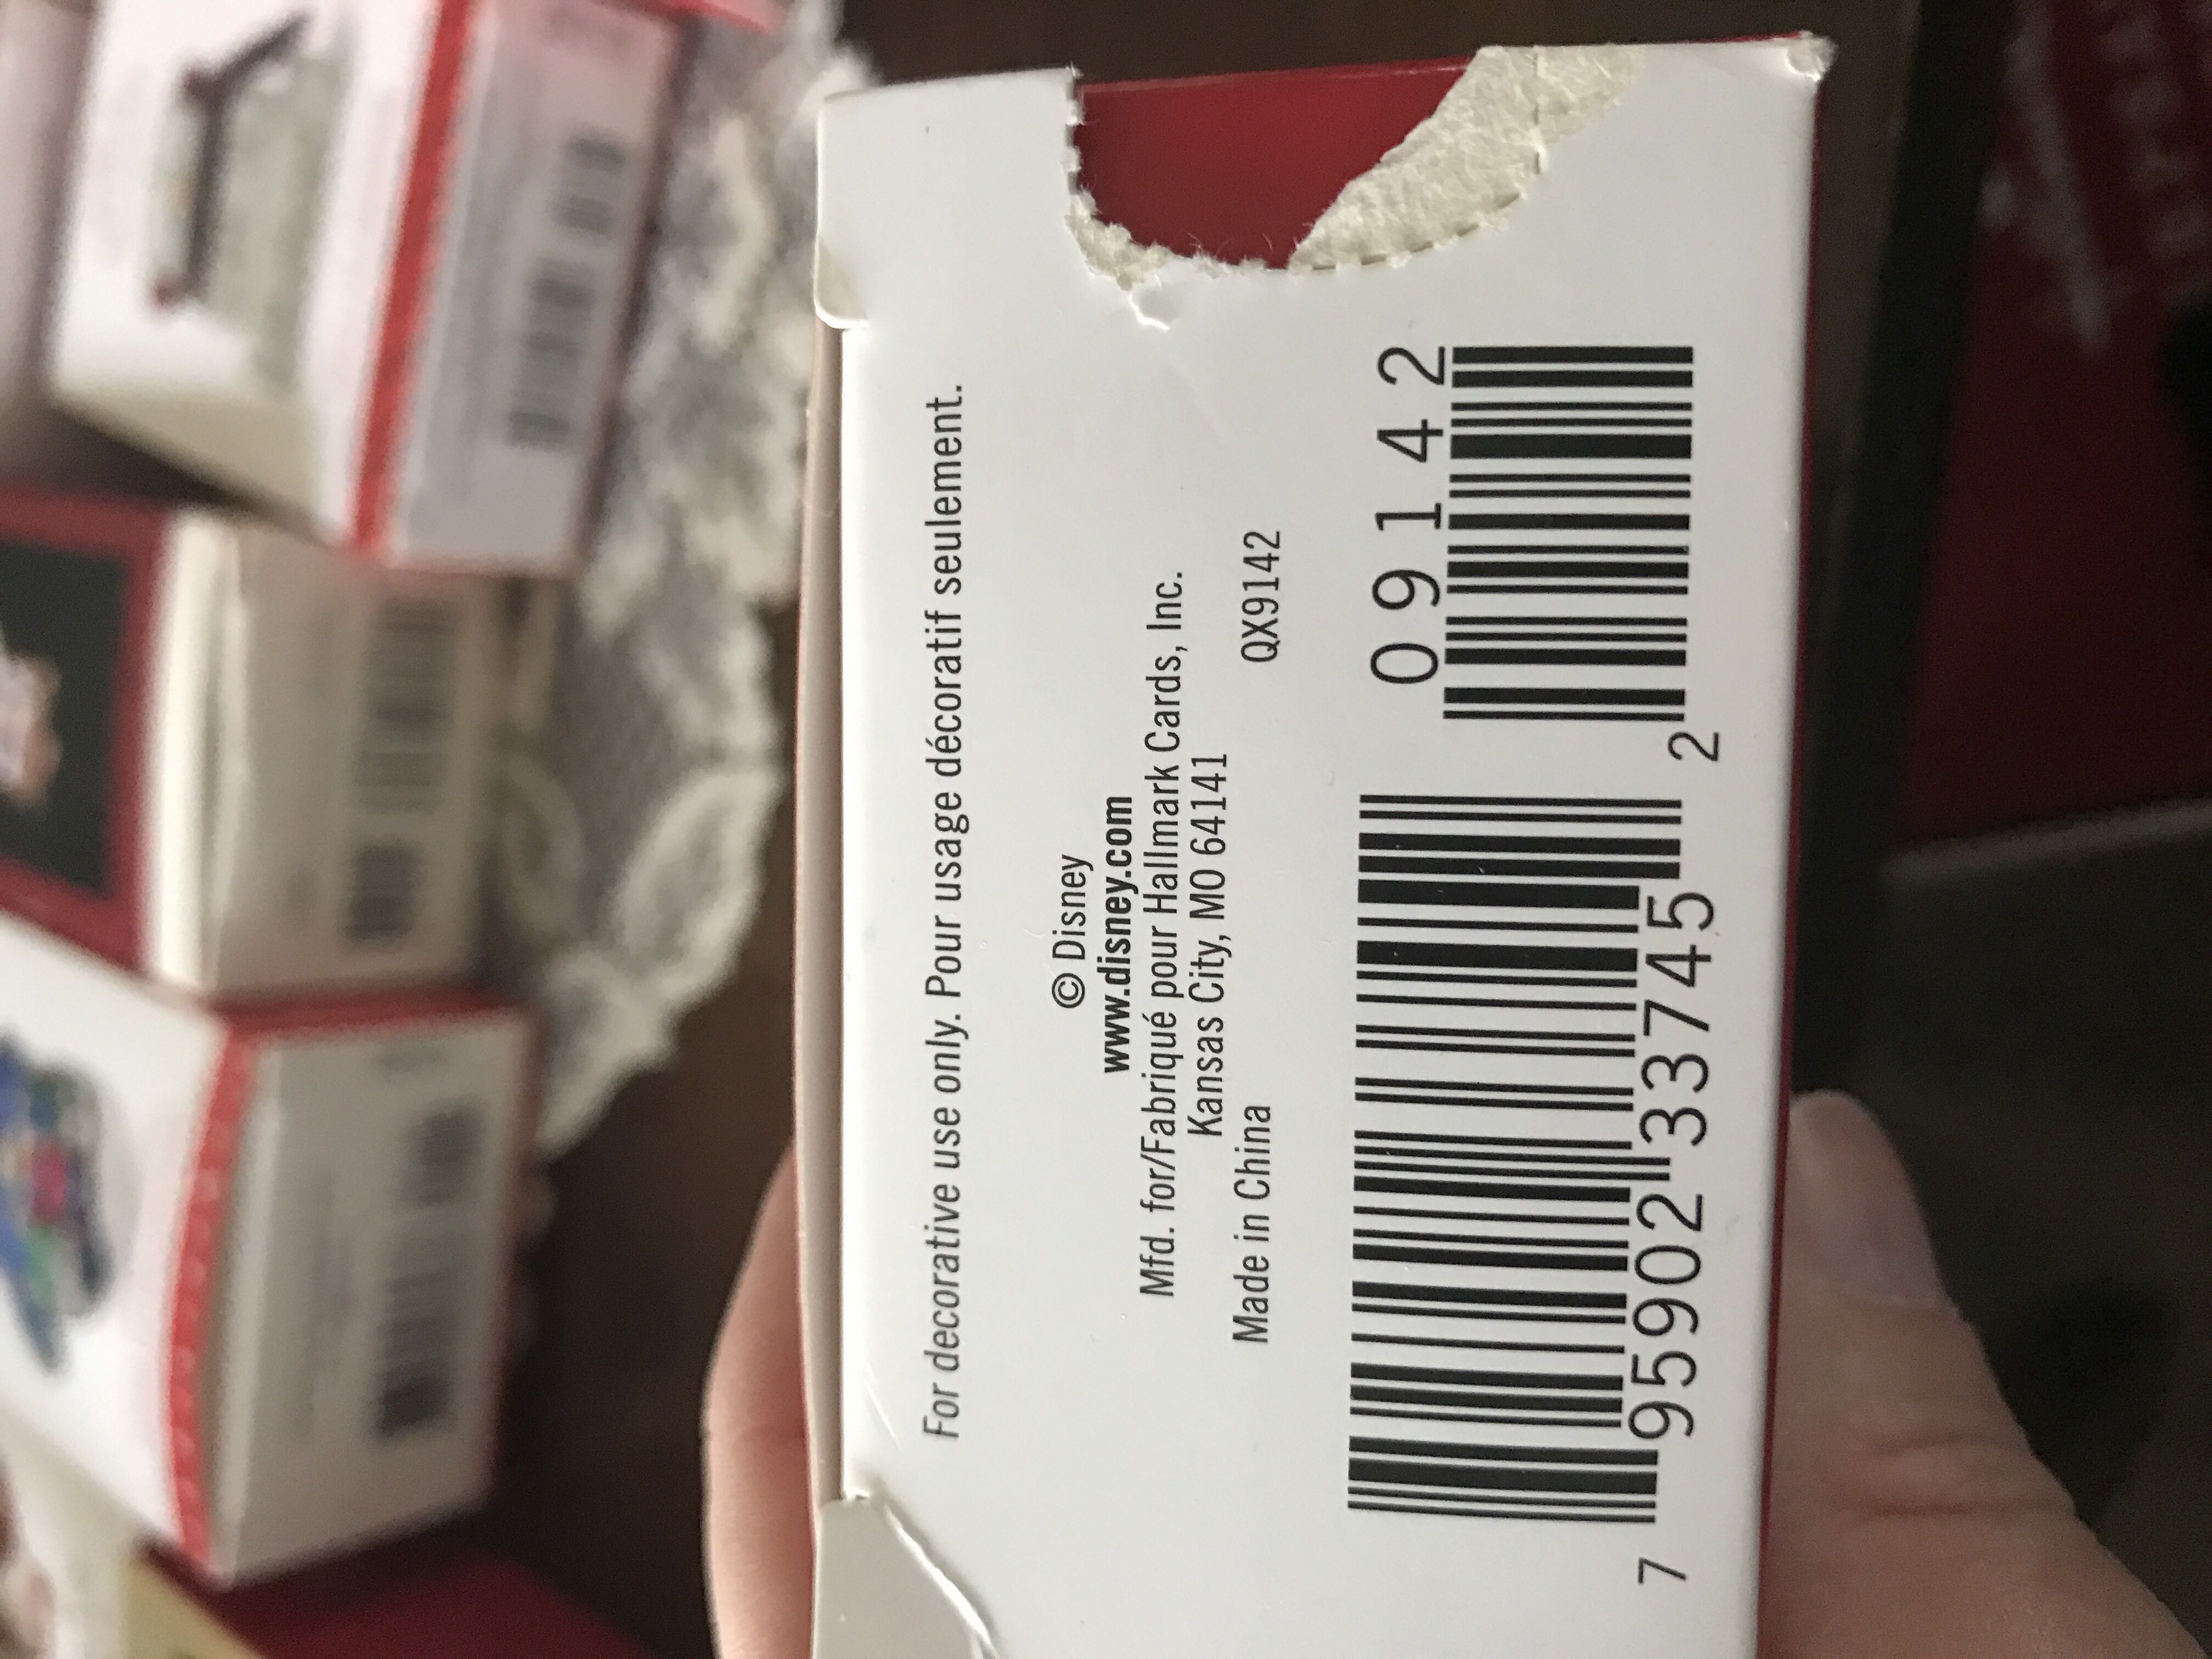 For decorative use only. Pour usage décoratif seulement.
© Disney
www.disney.com
Mfd. for/Fabriqué pour Hallmark Cards, Inc.
Kansas City, MO 64141
Made in China QX9142
09142
7 95902 33745 2